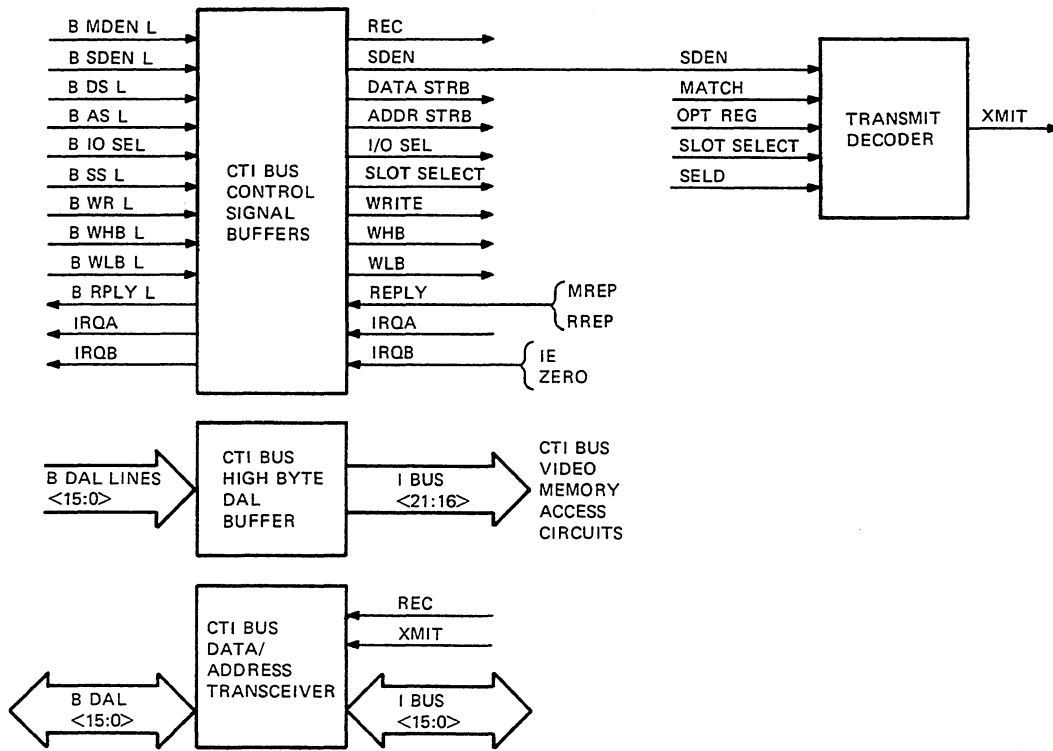 B MDEN L
B SDEN L
B DS L
B AS L
B IO SEL
B SS L
B WR L
B WHB L
B WLB L
B RPLY L
IRQA
IRQB
CTI BUS
CONTROL
SIGNAL
BUFFERS
REC
SDEN
DATA STRB
ADDR STRB
I/O SEL
SLOT SELECT
WRITE
WHB
WLB
REPLY
IRQA
IRQB
MREP
RREP
IE
ZERO
SDEN
MATCH
OPT REG
SLOT SELECT
SELD
TRANSMIT
DECODER
XMIT
B DAL LINES
<15:0>
CTI BUS
HIGH BYTE
DAL
BUFFER
I BUS
<21:16>
CTI BUS
VIDEO
MEMORY
ACCESS
CIRCUITS
B DAL
<15:0>
CTI BUS
DATA/
ADDRESS
TRANSCEIVER
REC
XMIT
I BUS
<15:0>